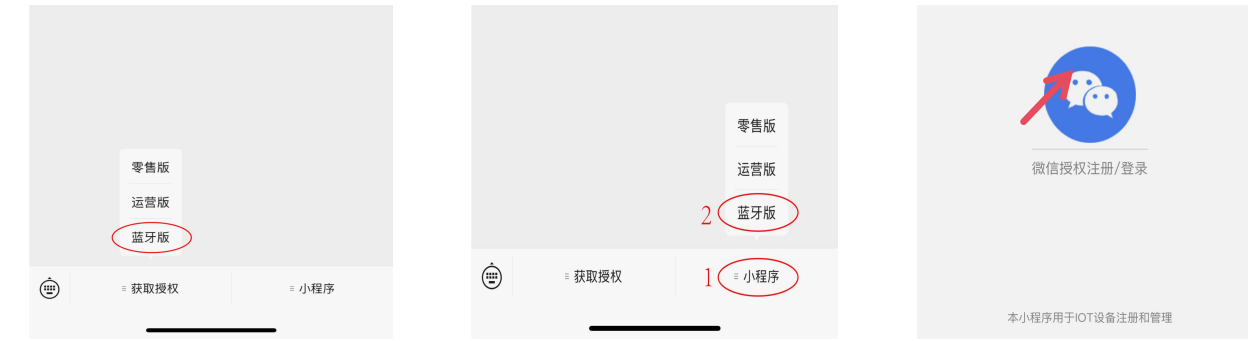 零售版
运营版
蓝牙版
≡ 获取授权
≡ 小程序
零售版
运营版
2 蓝牙版
≡ 获取授权
1 ≡ 小程序
微信授权注册/登录
本小程序用于IOT设备注册和管理